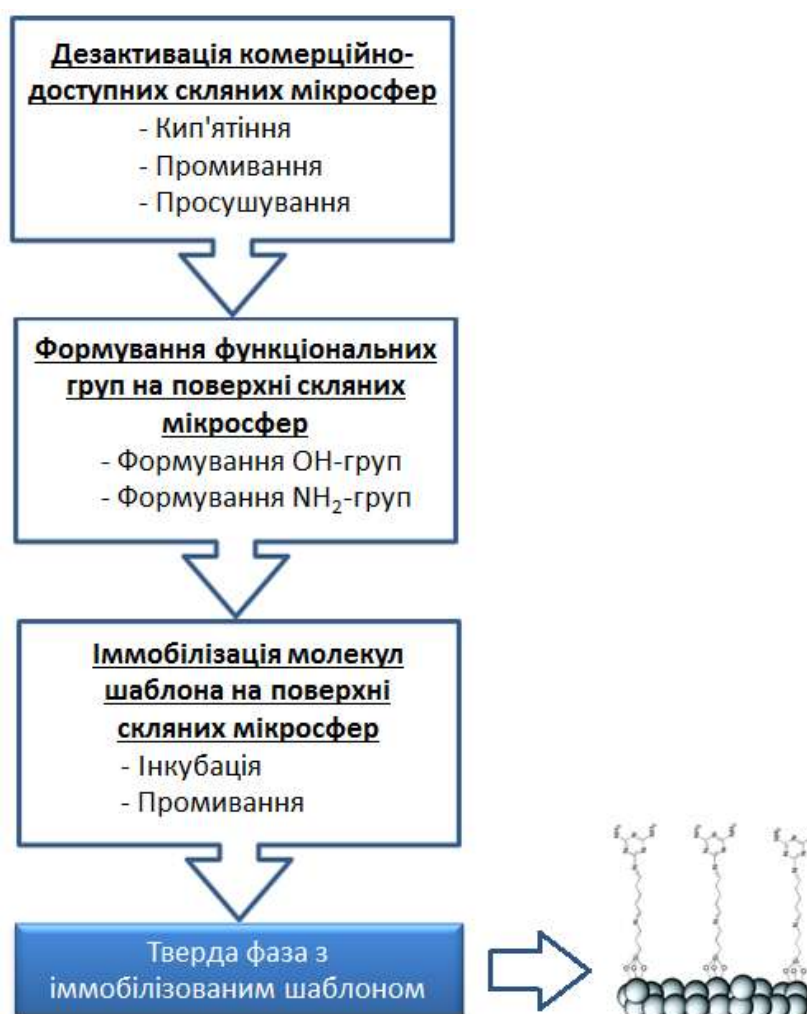 Дезактивація комерційно-
доступних скляних мікросфер
- Кип'ятіння
- Промивання
- Просушування
Формування функціональних
груп на поверхні скляних
мікросфер
- Формування OH-груп
- Формування NH₂-груп
Іммобілізація молекул
шаблона на поверхні
скляних мікросфер
- Інкубація
- Промивання
Тверда фаза з
іммобілізованим шаблоном